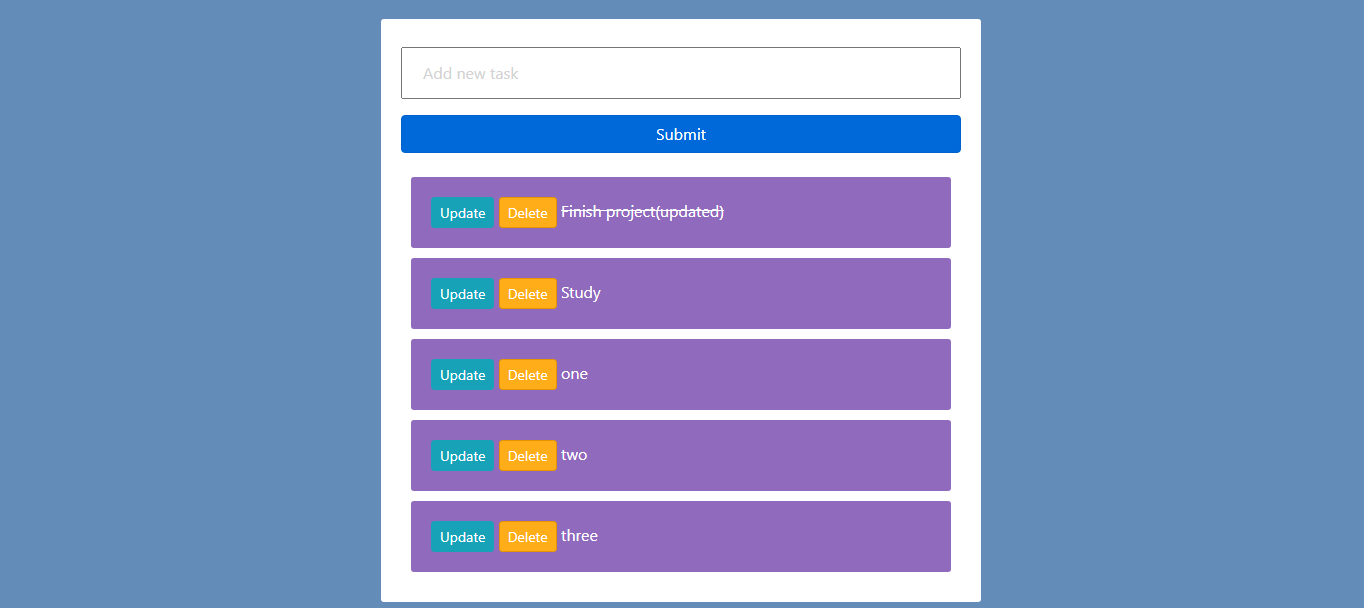 Add new task
Submit
Update Delete Finish project(updated)
Update Delete Study
Update Delete one
Update Delete two
Update Delete three